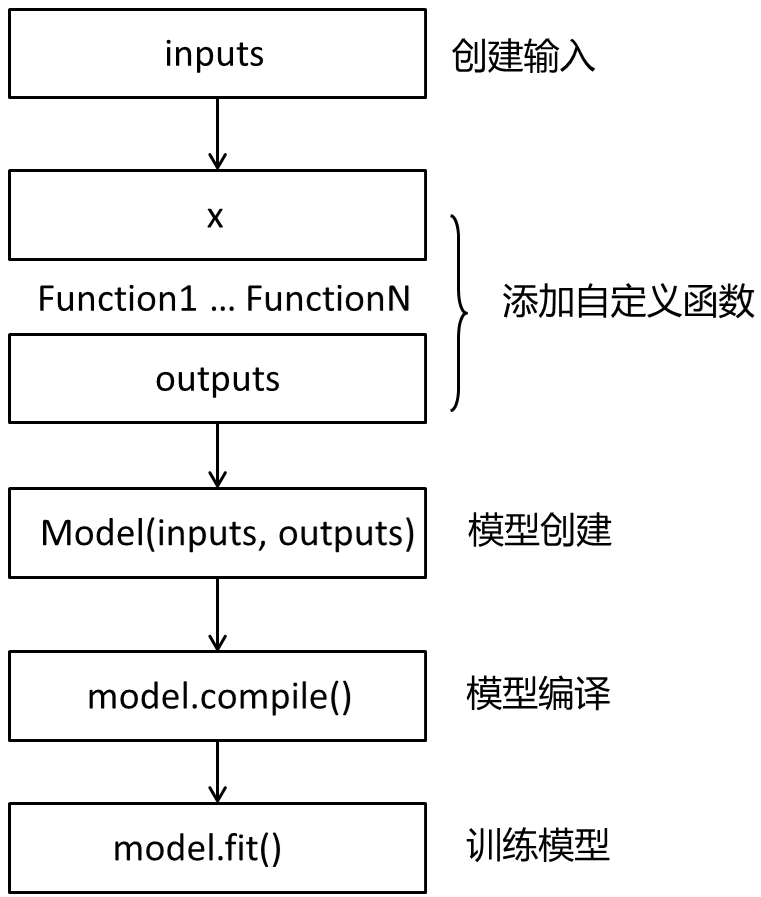 inputs
创建输入
x
Function1 ... FunctionN
添加自定义函数
outputs
Model(inputs, outputs)
模型创建
model.compile()
模型编译
model.fit()
训练模型